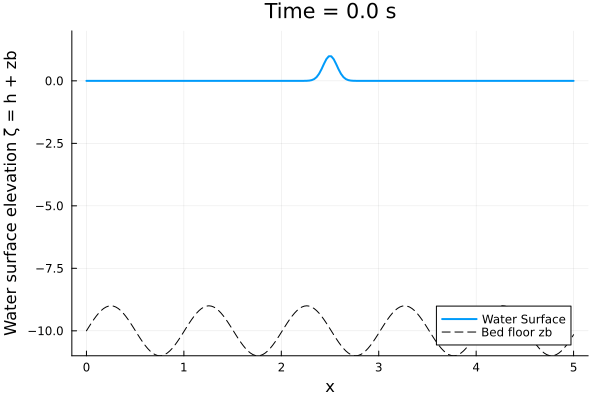 Time = 0.0 s
Water surface elevation ζ = h + zb
0.0
−2.5
−5.0
−7.5
−10.0
Water Surface
Bed floor zb
0 1 2 3 4 5
x